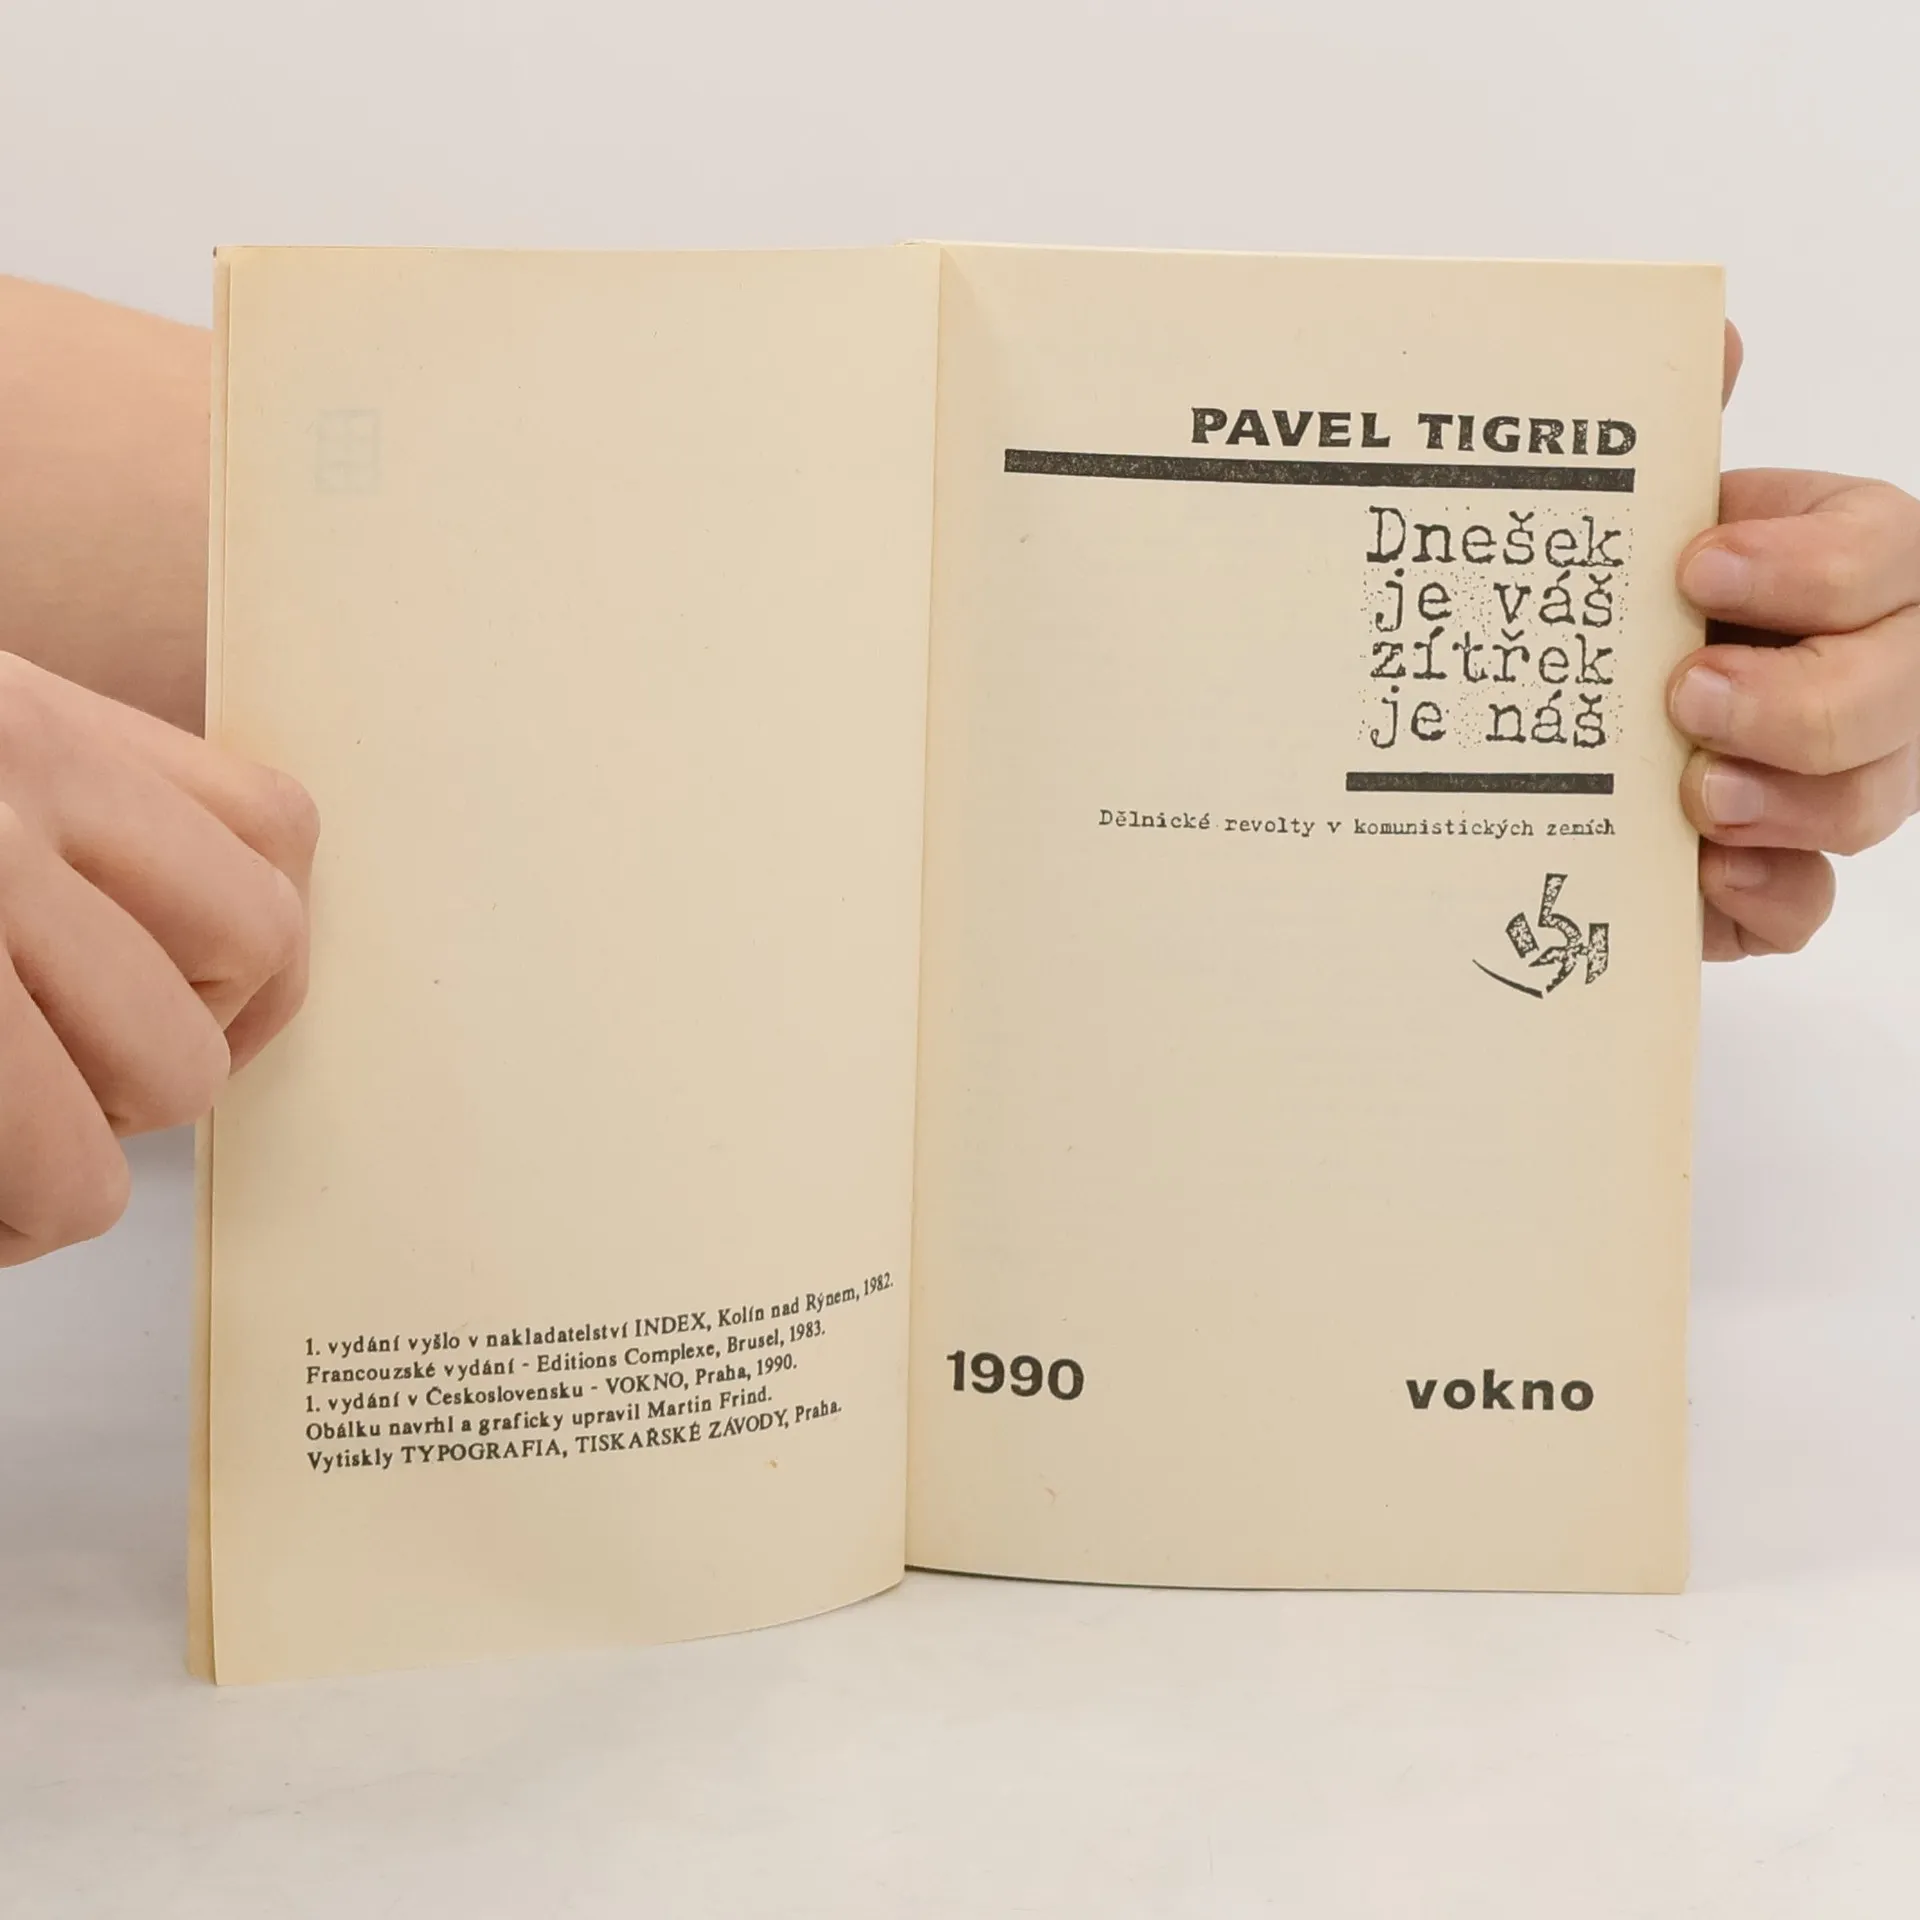 1. vydání vyšlo v nakladatelství INDEX, Kolín nad Rýnem, 1982.
Francouzské vydání - Editions Complexe, Brusel, 1983.
1. vydání v Československu - VOKNO, Praha, 1990.
Obálku navrhl a graficky upravil Martin Frind.
Vytiskly TYPOGRAFIA, TISKAŘSKÉ ZÁVODY, Praha.
PAVEL TIGRID
Dnešek
je váš
zítřek
je náš
Dělnické revolty v komunistických zemích
1990 vokno